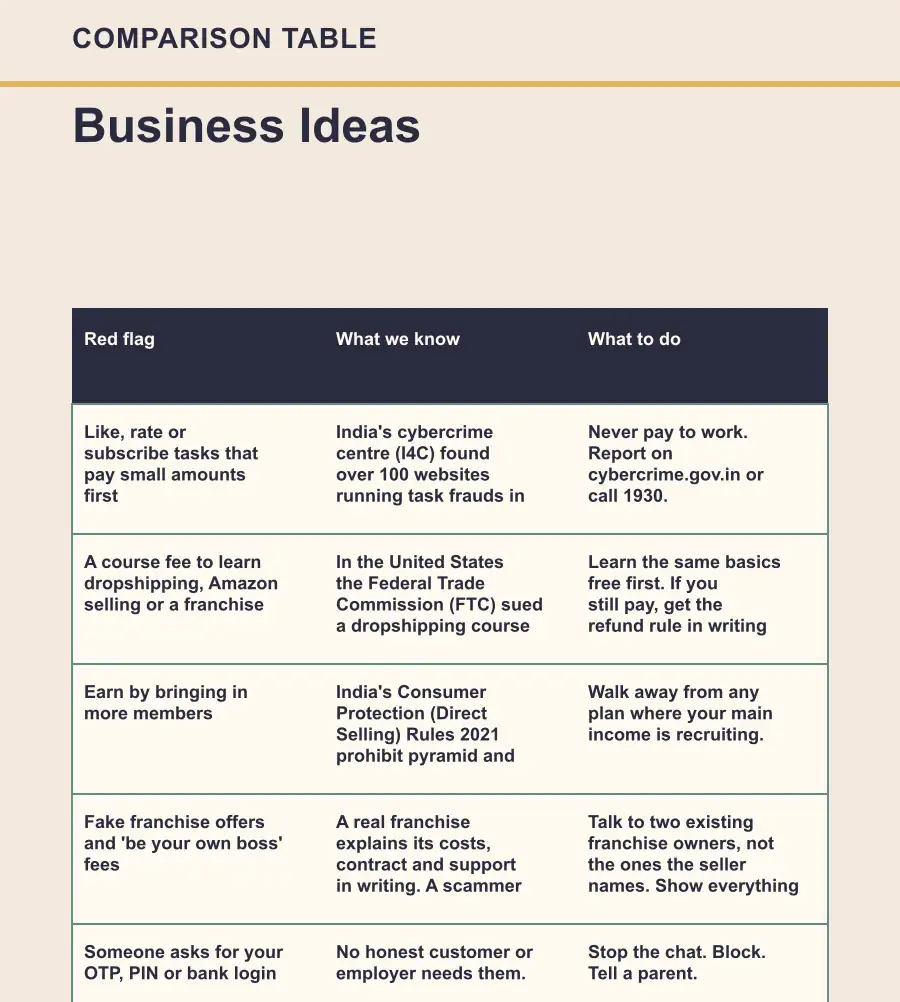 COMPARISON TABLE
Business Ideas
Red flag
What we know
What to do
Like, rate or
subscribe tasks that
pay small amounts
first
India's cybercrime
centre (I4C) found
over 100 websites
running task frauds in
Never pay to work.
Report on
cybercrime.gov.in or
call 1930.
A course fee to learn
dropshipping, Amazon
selling or a franchise
In the United States
the Federal Trade
Commission (FTC) sued
a dropshipping course
Learn the same basics
free first. If you
still pay, get the
refund rule in writing
Earn by bringing in
more members
India's Consumer
Protection (Direct
Selling) Rules 2021
prohibit pyramid and
Walk away from any
plan where your main
income is recruiting.
Fake franchise offers
and 'be your own boss'
fees
A real franchise
explains its costs,
contract and support
in writing. A scammer
Talk to two existing
franchise owners, not
the ones the seller
names. Show everything
Someone asks for your
OTP, PIN or bank login
No honest customer or
employer needs them.
Stop the chat. Block.
Tell a parent.